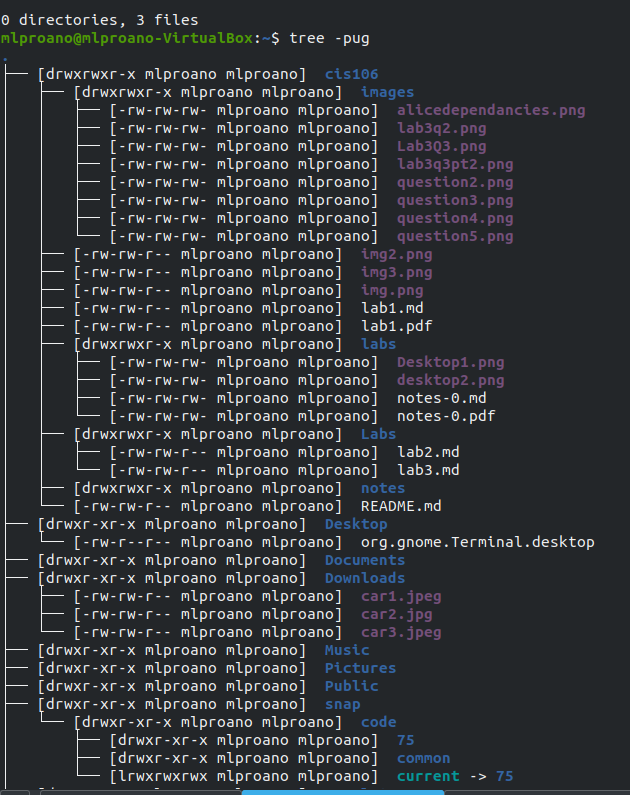 0 directories, 3 files
mlproano@mlproano-VirtualBox:~$ tree -pug
.
├── [drwxrwxr-x mlproano mlproano]  cis106
│   ├── [drwxrwxr-x mlproano mlproano]  images
│   │   ├── [-rw-rw-rw- mlproano mlproano]  alicedependancies.png
│   │   ├── [-rw-rw-rw- mlproano mlproano]  lab3q2.png
│   │   ├── [-rw-rw-rw- mlproano mlproano]  Lab3Q3.png
│   │   ├── [-rw-rw-rw- mlproano mlproano]  lab3q3pt2.png
│   │   ├── [-rw-rw-rw- mlproano mlproano]  question2.png
│   │   ├── [-rw-rw-rw- mlproano mlproano]  question3.png
│   │   ├── [-rw-rw-rw- mlproano mlproano]  question4.png
│   │   └── [-rw-rw-rw- mlproano mlproano]  question5.png
│   ├── [-rw-rw-r-- mlproano mlproano]  img2.png
│   ├── [-rw-rw-r-- mlproano mlproano]  img3.png
│   ├── [-rw-rw-r-- mlproano mlproano]  img.png
│   ├── [-rw-rw-r-- mlproano mlproano]  lab1.md
│   ├── [-rw-rw-r-- mlproano mlproano]  lab1.pdf
│   ├── [drwxrwxr-x mlproano mlproano]  labs
│   │   ├── [-rw-rw-rw- mlproano mlproano]  Desktop1.png
│   │   ├── [-rw-rw-rw- mlproano mlproano]  desktop2.png
│   │   ├── [-rw-rw-rw- mlproano mlproano]  notes-0.md
│   │   └── [-rw-rw-rw- mlproano mlproano]  notes-0.pdf
│   ├── [drwxrwxr-x mlproano mlproano]  Labs
│   │   ├── [-rw-rw-r-- mlproano mlproano]  lab2.md
│   │   └── [-rw-rw-r-- mlproano mlproano]  lab3.md
│   ├── [drwxrwxr-x mlproano mlproano]  notes
│   └── [-rw-rw-r-- mlproano mlproano]  README.md
├── [drwxr-xr-x mlproano mlproano]  Desktop
│   └── [-rw-r--r-- mlproano mlproano]  org.gnome.Terminal.desktop
├── [drwxr-xr-x mlproano mlproano]  Documents
├── [drwxr-xr-x mlproano mlproano]  Downloads
│   ├── [-rw-rw-r-- mlproano mlproano]  car1.jpeg
│   ├── [-rw-rw-r-- mlproano mlproano]  car2.jpg
│   └── [-rw-rw-r-- mlproano mlproano]  car3.jpeg
├── [drwxr-xr-x mlproano mlproano]  Music
├── [drwxr-xr-x mlproano mlproano]  Pictures
├── [drwxr-xr-x mlproano mlproano]  Public
├── [drwxr-xr-x mlproano mlproano]  snap
│   └── [drwxr-xr-x mlproano mlproano]  code
│       ├── [drwxr-xr-x mlproano mlproano]  75
│       ├── [drwxr-xr-x mlproano mlproano]  common
│       └── [lrwxrwxrwx mlproano mlproano]  current -> 75